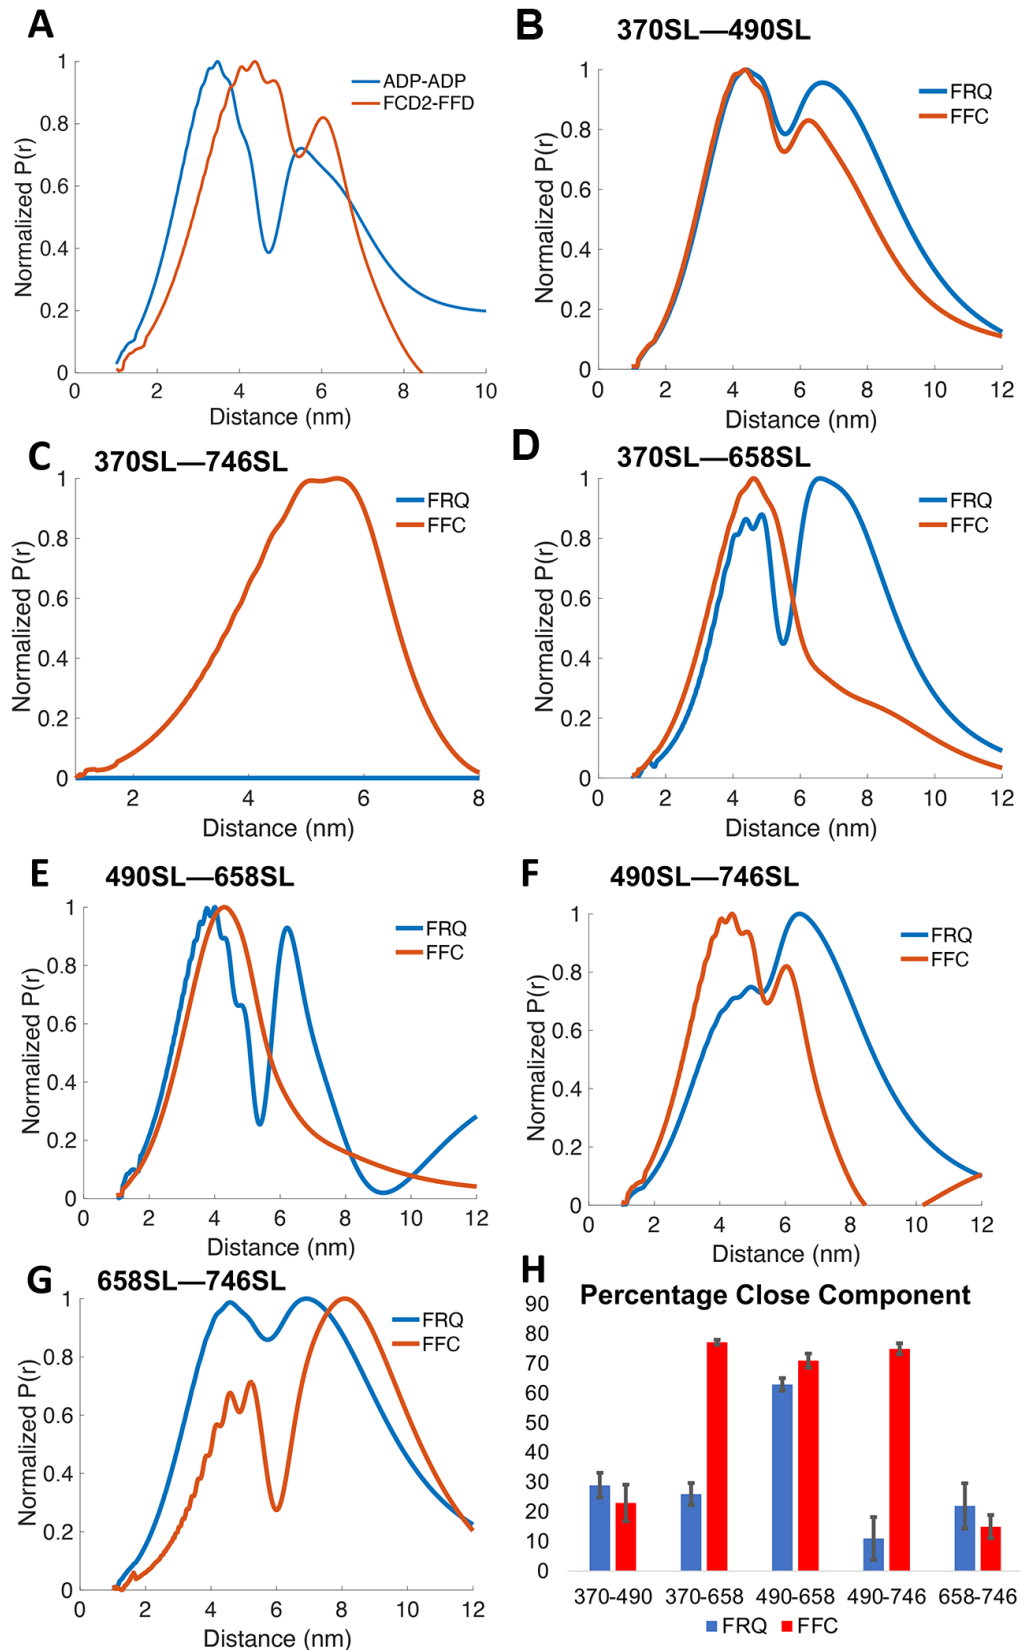 A
ADP-ADP
FCD2-FFD
Normalized P(r)
1
0.8
0.6
0.4
0.2
0
0 2 4 6 8 10
Distance (nm)
B
370SL—490SL
FRQ
FFC
Normalized P(r)
1
0.8
0.6
0.4
0.2
0
0 2 4 6 8 10 12
Distance (nm)
C
370SL—746SL
FRQ
FFC
Normalized P(r)
1
0.8
0.6
0.4
0.2
0
2 4 6 8
Distance (nm)
D
370SL—658SL
FRQ
FFC
Normalized P(r)
1
0.8
0.6
0.4
0.2
0
0 2 4 6 8 10 12
Distance (nm)
E
490SL—658SL
FRQ
FFC
Normalized P(r)
1
0.8
0.6
0.4
0.2
0
0 2 4 6 8 10 12
Distance (nm)
F
490SL—746SL
FRQ
FFC
Normalized P(r)
1
0.8
0.6
0.4
0.2
0
0 2 4 6 8 10 12
Distance (nm)
G
658SL—746SL
FRQ
FFC
Normalized P(r)
1
0.8
0.6
0.4
0.2
0
0 2 4 6 8 10 12
Distance (nm)
H
Percentage Close Component
90
80
70
60
50
40
30
20
10
0
370-490 370-658 490-658 490-746 658-746
FRQ FFC